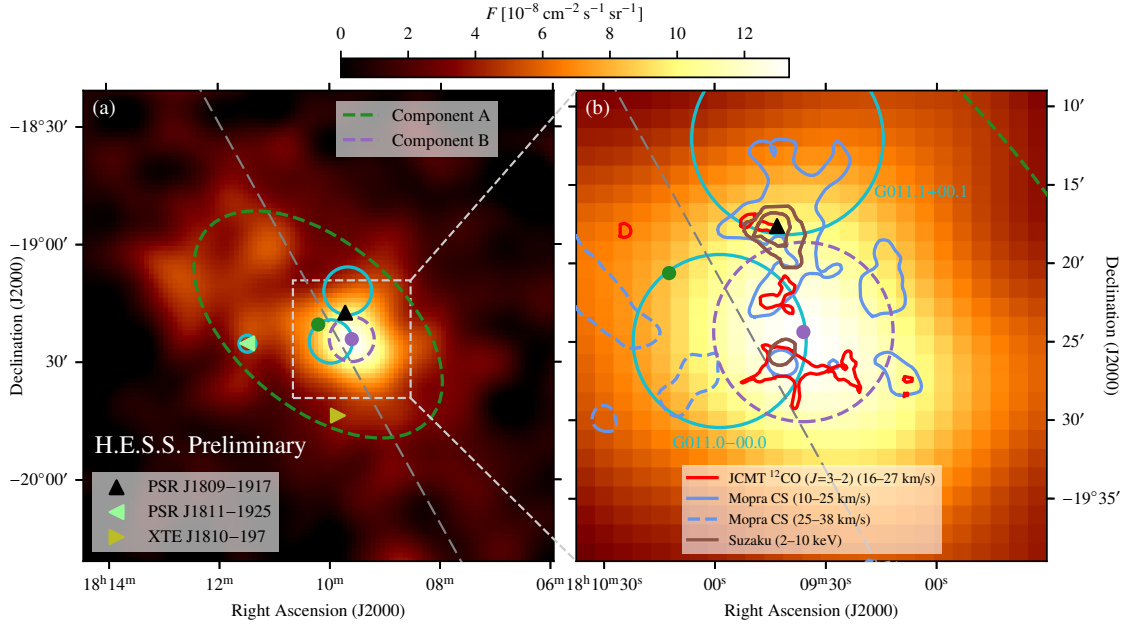 F [10⁻⁸ cm⁻² s⁻¹ sr⁻¹]
0 2 4 6 8 10 12
(a)
Component A
Component B
−18°30′
−19°00′
30′
−20°00′
Declination (J2000)
H.E.S.S. Preliminary
PSR J1809−1917
PSR J1811−1925
XTE J1810−197
18ʰ14ᵐ 12ᵐ 10ᵐ 08ᵐ 06ᵐ
Right Ascension (J2000)
(b)
G011.1+00.1
G011.0−00.0
JCMT ¹²CO (J=3–2) (16–27 km/s)
Mopra CS (10–25 km/s)
Mopra CS (25–38 km/s)
Suzaku (2–10 keV)
10′
15′
20′
25′
30′
−19°35′
Declination (J2000)
18ʰ10ᵐ30ˢ 00ˢ 09ᵐ30ˢ 00ˢ
Right Ascension (J2000)